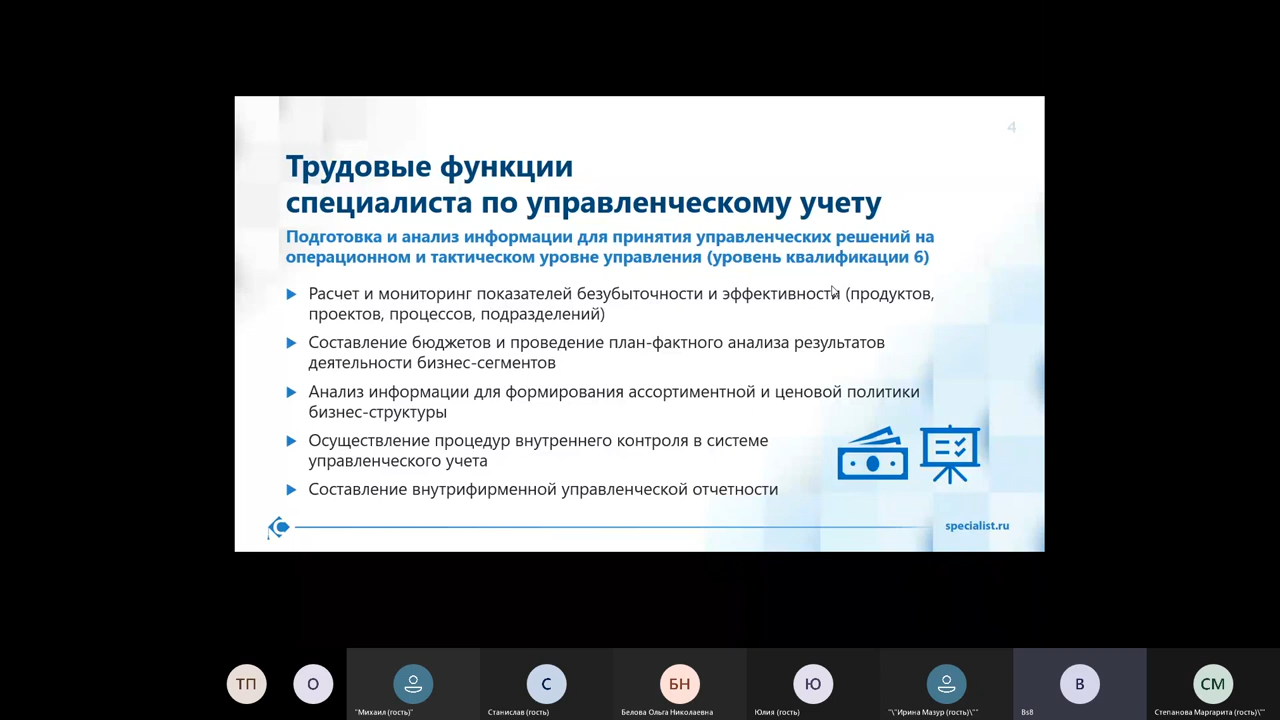 4
Трудовые функции
специалиста по управленческому учету
Подготовка и анализ информации для принятия управленческих решений на
операционном и тактическом уровне управления (уровень квалификации 6)
Расчет и мониторинг показателей безубыточности и эффективности (продуктов,
проектов, процессов, подразделений)
Составление бюджетов и проведение план-фактного анализа результатов
деятельности бизнес-сегментов
Анализ информации для формирования ассортиментной и ценовой политики
бизнес-структуры
Осуществление процедур внутреннего контроля в системе
управленческого учета
Составление внутрифирменной управленческой отчетности
specialist.ru
ТП
О
С
БН
Ю
В
СМ
"Михаил (гость)"
Станислав (гость)
Белова Ольга Николаевна
Юлия (гость)
"\"Ирина Мазур (гость)\""
Bs8
Степанова Маргарита (гость)\""